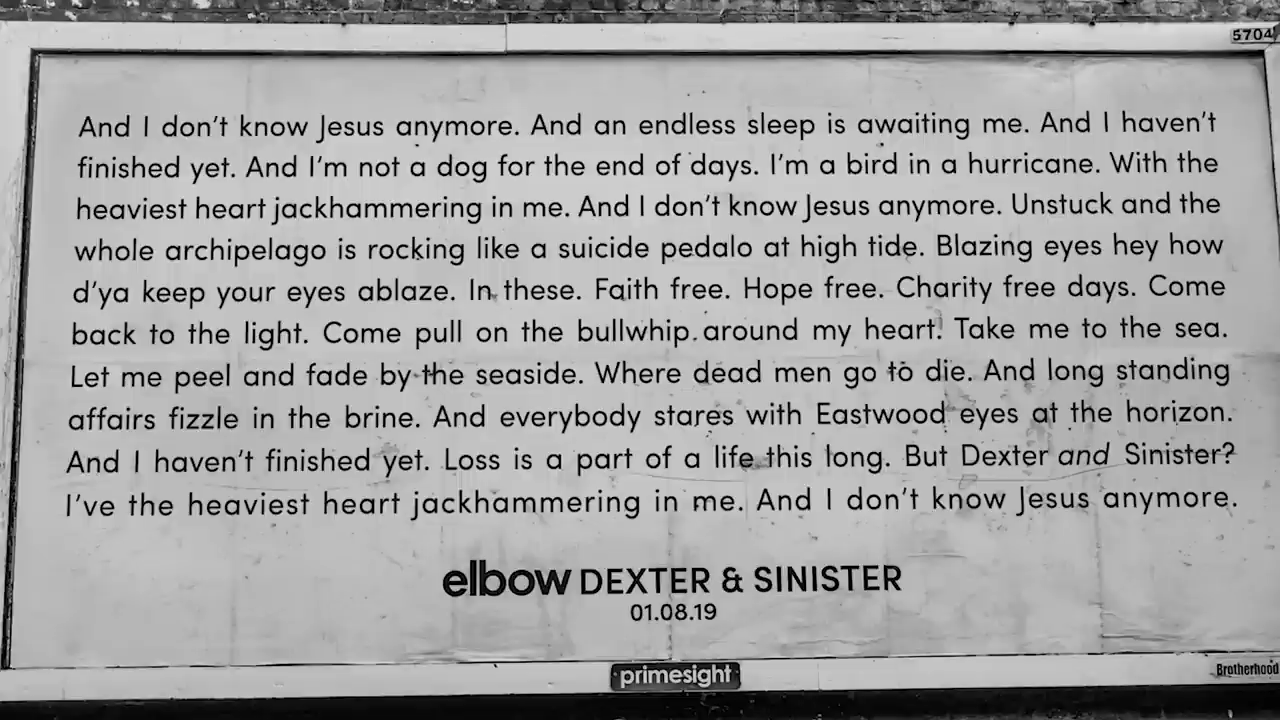 5704
And I don't know Jesus anymore. And an endless sleep is awaiting me. And I haven't
finished yet. And I'm not a dog for the end of days. I'm a bird in a hurricane. With the
heaviest heart jackhammering in me. And I don't know Jesus anymore. Unstuck and the
whole archipelago is rocking like a suicide pedalo at high tide. Blazing eyes hey how
d'ya keep your eyes ablaze. In these. Faith free. Hope free. Charity free days. Come
back to the light. Come pull on the bullwhip around my heart. Take me to the sea.
Let me peel and fade by the seaside. Where dead men go to die. And long standing
affairs fizzle in the brine. And everybody stares with Eastwood eyes at the horizon.
And I haven't finished yet. Loss is a part of a life this long. But Dexter and Sinister?
I've the heaviest heart jackhammering in me. And I don't know Jesus anymore.
elbow DEXTER & SINISTER
01.08.19
primesight
Brotherhood